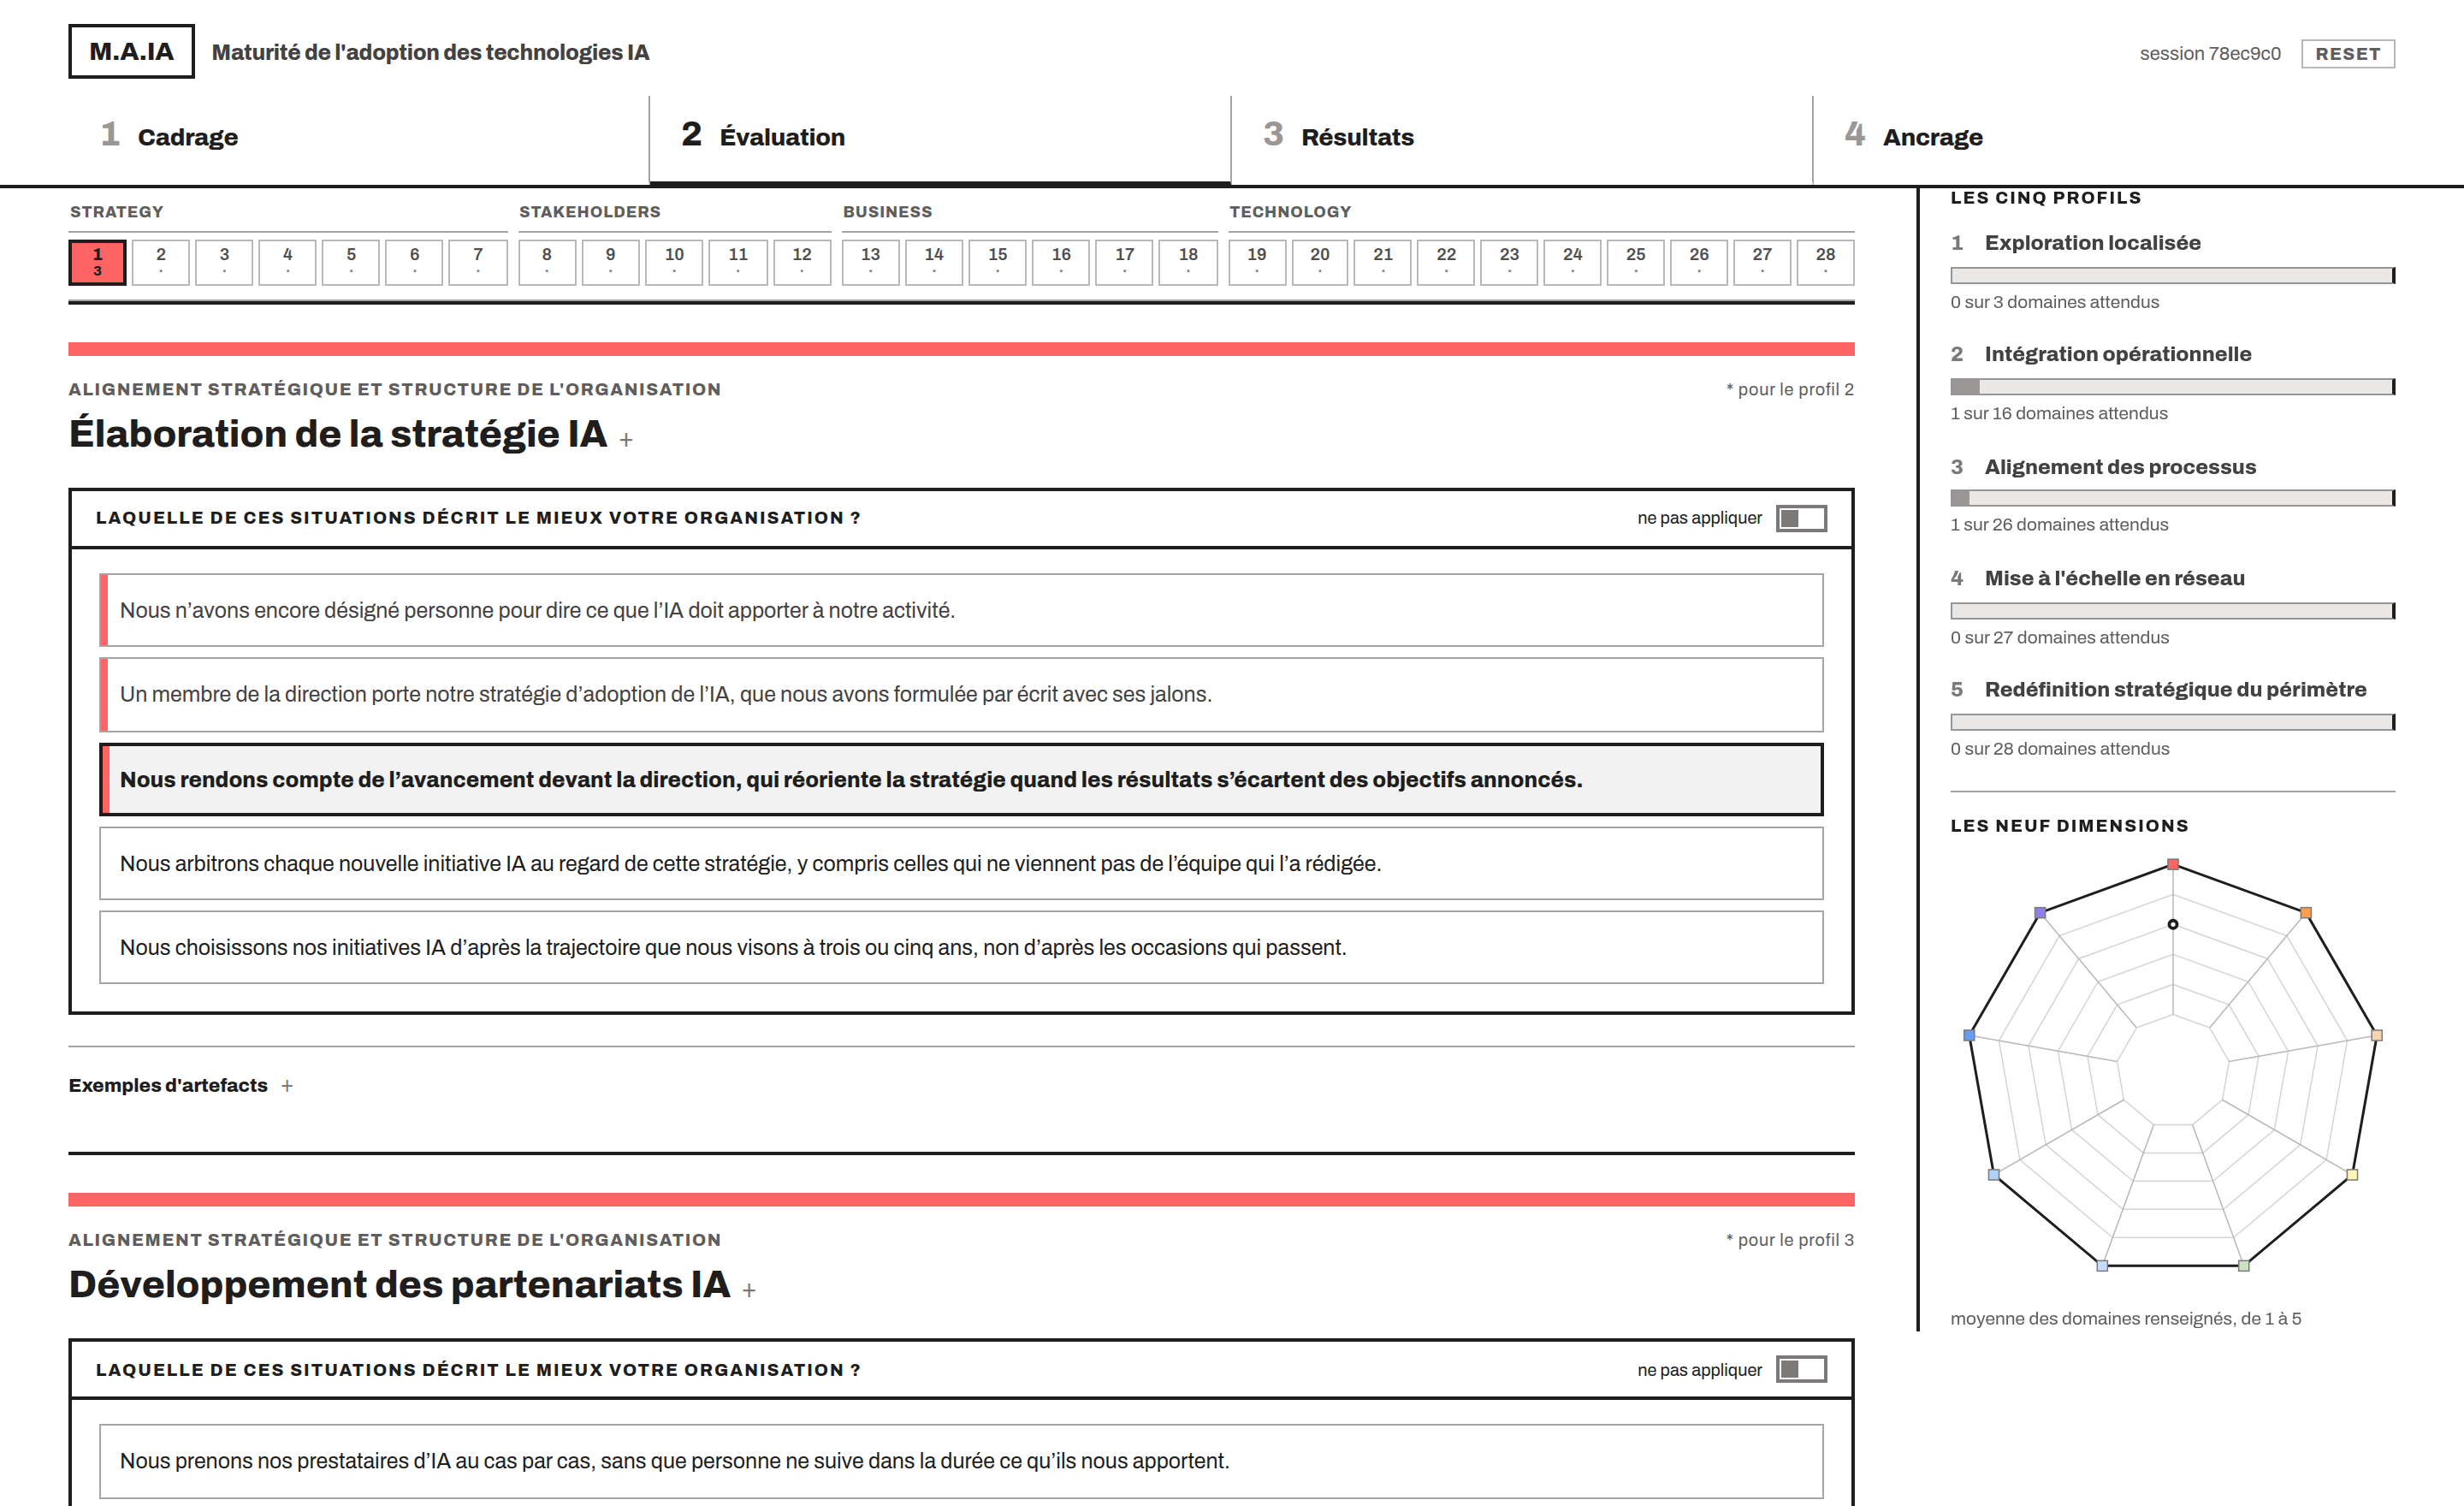 M.A.IA
Maturité de l'adoption des technologies IA
session 78ec9c0
RESET
1 Cadrage
2 Évaluation
3 Résultats
4 Ancrage
STRATEGY
1 2 3 4 5 6 7
3 · · · · · ·
STAKEHOLDERS
8 9 10 11 12
· · · · ·
BUSINESS
13 14 15 16 17 18
· · · · · ·
TECHNOLOGY
19 20 21 22 23 24 25 26 27 28
· · · · · · · · · ·
ALIGNEMENT STRATÉGIQUE ET STRUCTURE DE L'ORGANISATION
* pour le profil 2
Élaboration de la stratégie IA +
LAQUELLE DE CES SITUATIONS DÉCRIT LE MIEUX VOTRE ORGANISATION ?
ne pas appliquer
Nous n’avons encore désigné personne pour dire ce que l’IA doit apporter à notre activité.
Un membre de la direction porte notre stratégie d’adoption de l’IA, que nous avons formulée par écrit avec ses jalons.
Nous rendons compte de l’avancement devant la direction, qui réoriente la stratégie quand les résultats s’écartent des objectifs annoncés.
Nous arbitrons chaque nouvelle initiative IA au regard de cette stratégie, y compris celles qui ne viennent pas de l’équipe qui l’a rédigée.
Nous choisissons nos initiatives IA d’après la trajectoire que nous visons à trois ou cinq ans, non d’après les occasions qui passent.
Exemples d'artefacts +
ALIGNEMENT STRATÉGIQUE ET STRUCTURE DE L'ORGANISATION
* pour le profil 3
Développement des partenariats IA +
LAQUELLE DE CES SITUATIONS DÉCRIT LE MIEUX VOTRE ORGANISATION ?
ne pas appliquer
Nous prenons nos prestataires d’IA au cas par cas, sans que personne ne suive dans la durée ce qu’ils nous apportent.
LES CINQ PROFILS
1 Exploration localisée
0 sur 3 domaines attendus
2 Intégration opérationnelle
1 sur 16 domaines attendus
3 Alignement des processus
1 sur 26 domaines attendus
4 Mise à l'échelle en réseau
0 sur 27 domaines attendus
5 Redéfinition stratégique du périmètre
0 sur 28 domaines attendus
LES NEUF DIMENSIONS
moyenne des domaines renseignés, de 1 à 5